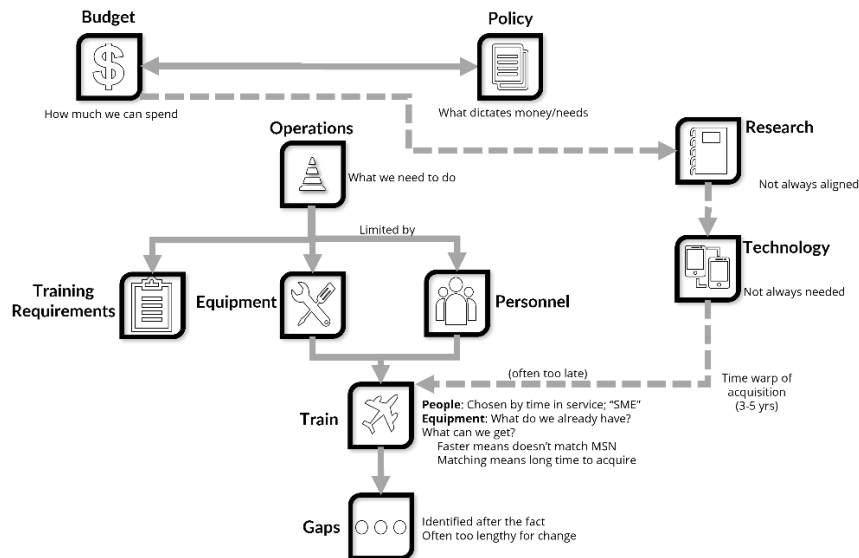 Budget
Policy
$
How much we can spend
What dictates money/needs
Operations
Research
What we need to do
Not always aligned
Limited by
Technology
Training
Requirements
Equipment
Personnel
Not always needed
(often too late)
Time warp of
acquisition
(3-5 yrs)
Train
People: Chosen by time in service; “SME”
Equipment: What do we already have?
What can we get?
Faster means doesn’t match MSN
Matching means long time to acquire
Gaps
Identified after the fact
Often too lengthy for change